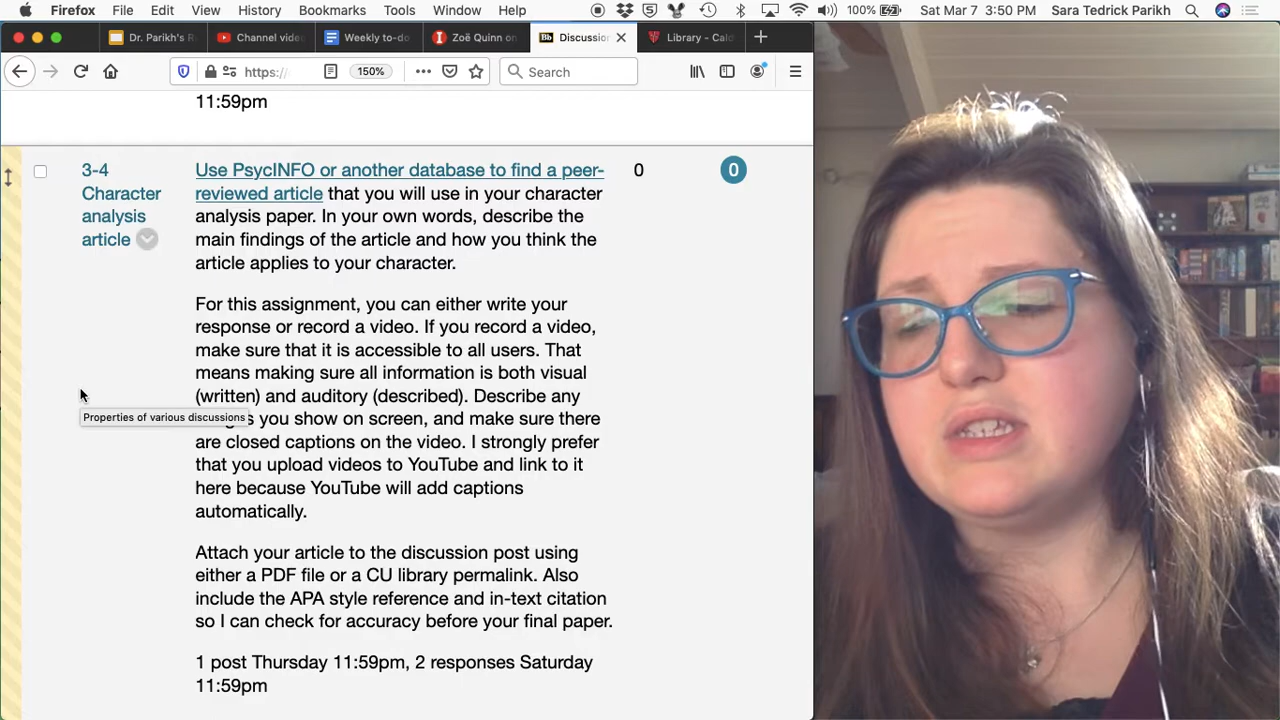 Firefox File Edit View History Bookmarks Tools Window Help 100% Sat Mar 7 3:50 PM Sara Tedrick Parikh
Dr. Parikh's R Channel vide Weekly to-do Zoë Quinn on Bb Discussion Library - Cald
https:// 150% Search
11:59pm
3-4 Character analysis article
Use PsycINFO or another database to find a peer-
reviewed article that you will use in your character
analysis paper. In your own words, describe the
main findings of the article and how you think the
article applies to your character.
0 0
For this assignment, you can either write your
response or record a video. If you record a video,
make sure that it is accessible to all users. That
means making sure all information is both visual
(written) and auditory (described). Describe any
s you show on screen, and make sure there
Properties of various discussions
are closed captions on the video. I strongly prefer
that you upload videos to YouTube and link to it
here because YouTube will add captions
automatically.
Attach your article to the discussion post using
either a PDF file or a CU library permalink. Also
include the APA style reference and in-text citation
so I can check for accuracy before your final paper.
1 post Thursday 11:59pm, 2 responses Saturday
11:59pm